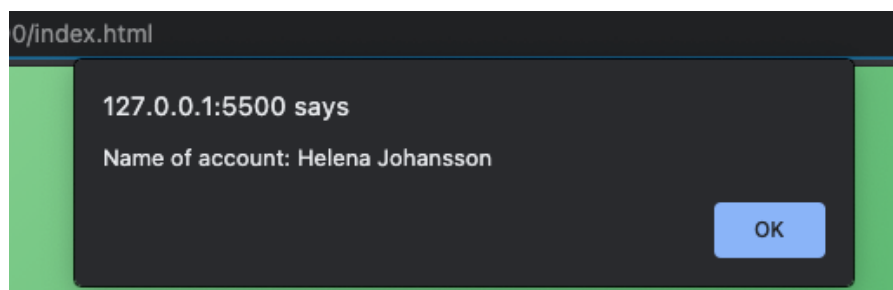 0/index.html
127.0.0.1:5500 says
Name of account: Helena Johansson
OK